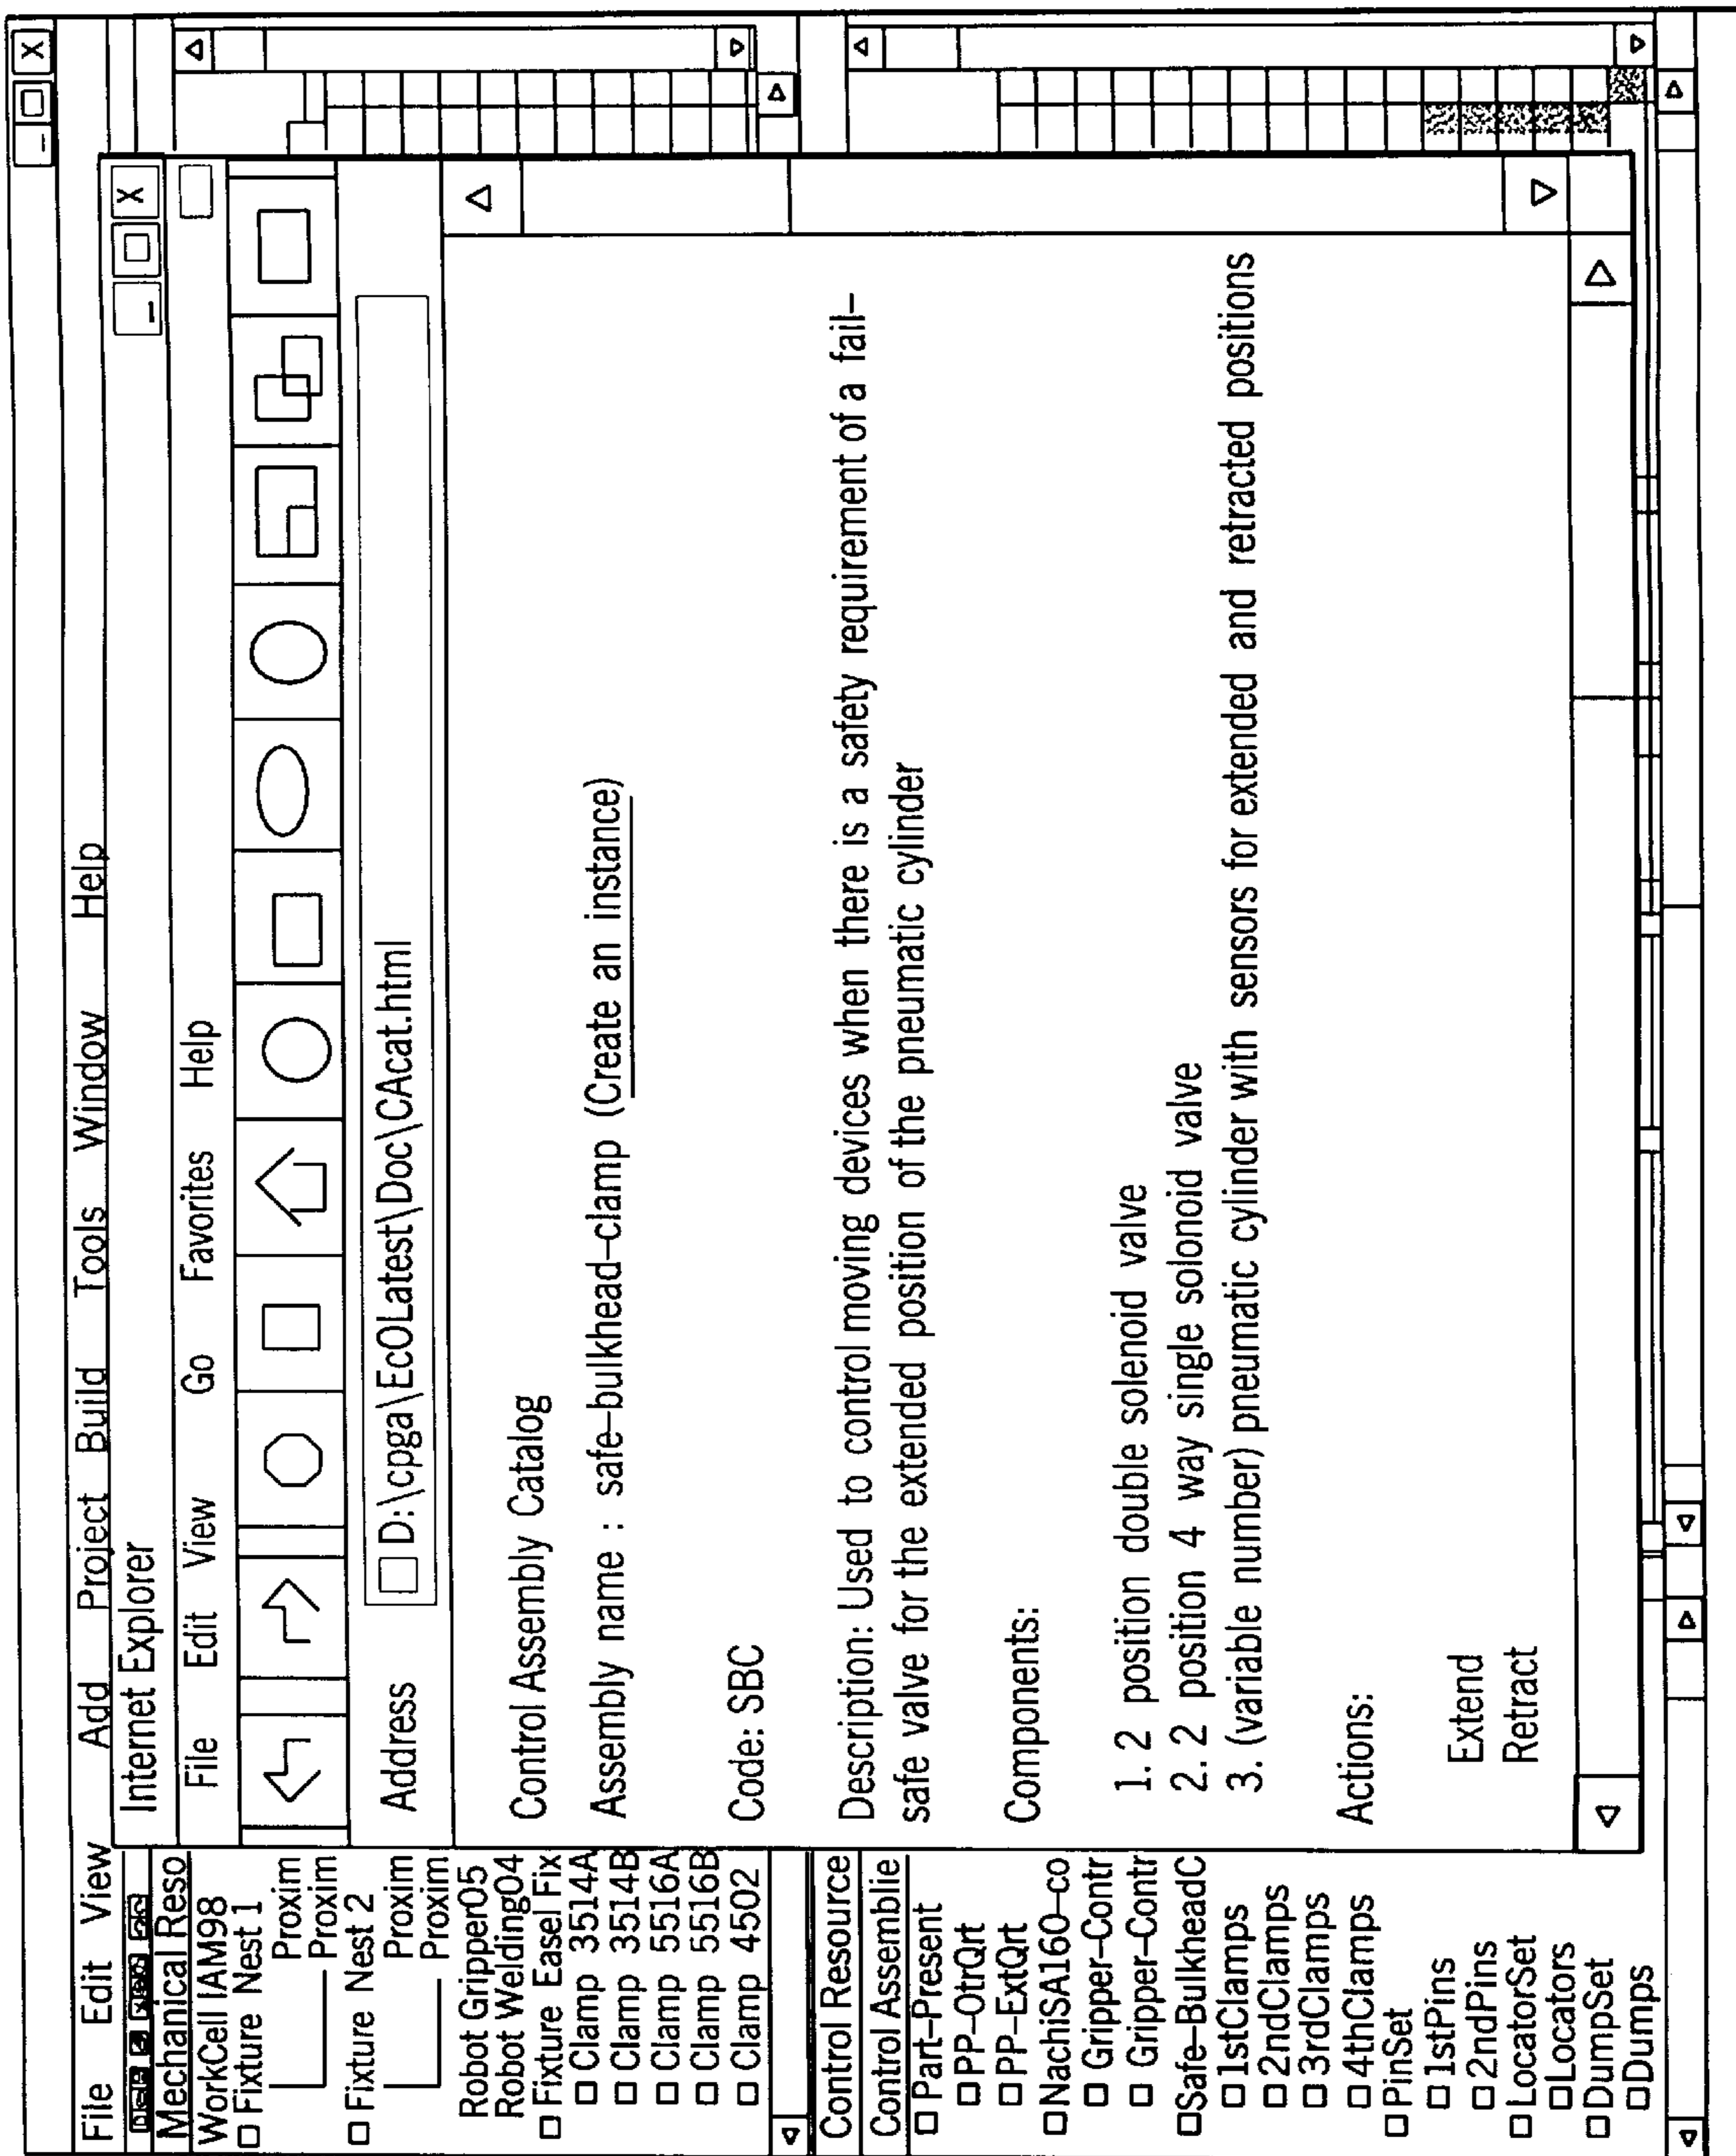 File Edit View Add Project Build Tools Window Help
Mechanical Reso
WorkCell IAM98
Fixture Nest 1
Proxim
Proxim
Fixture Nest 2
Proxim
Proxim
Robot Gripper05
Robot Welding04
Fixture Easel Fix
Clamp 3514A
Clamp 3514B
Clamp 5516A
Clamp 5516B
Clamp 4502
Control Resource
Control Assemblie
Part-Present
PP-OtrQrt
PP-ExtQrt
NachiSA160-co
Gripper-Contr
Gripper-Contr
Safe-BulkheadC
1stClamps
2ndClamps
3rdClamps
4thClamps
PinSet
1stPins
2ndPins
LocatorSet
Locators
DumpSet
Dumps
Internet Explorer
File Edit View Go Favorites Help
Address D:\cpga\EcOLatest\Doc\CAcat.html
Control Assembly Catalog
Assembly name : safe-bulkhead-clamp (Create an instance)
Code: SBC
Description: Used to control moving devices when there is a safety requirement of a fail-
safe valve for the extended position of the pneumatic cylinder
Components:
1. 2 position double solenoid valve
2. 2 position 4 way single solonoid valve
3. (variable number) pneumatic cylinder with sensors for extended and retracted positions
Actions:
Extend
Retract